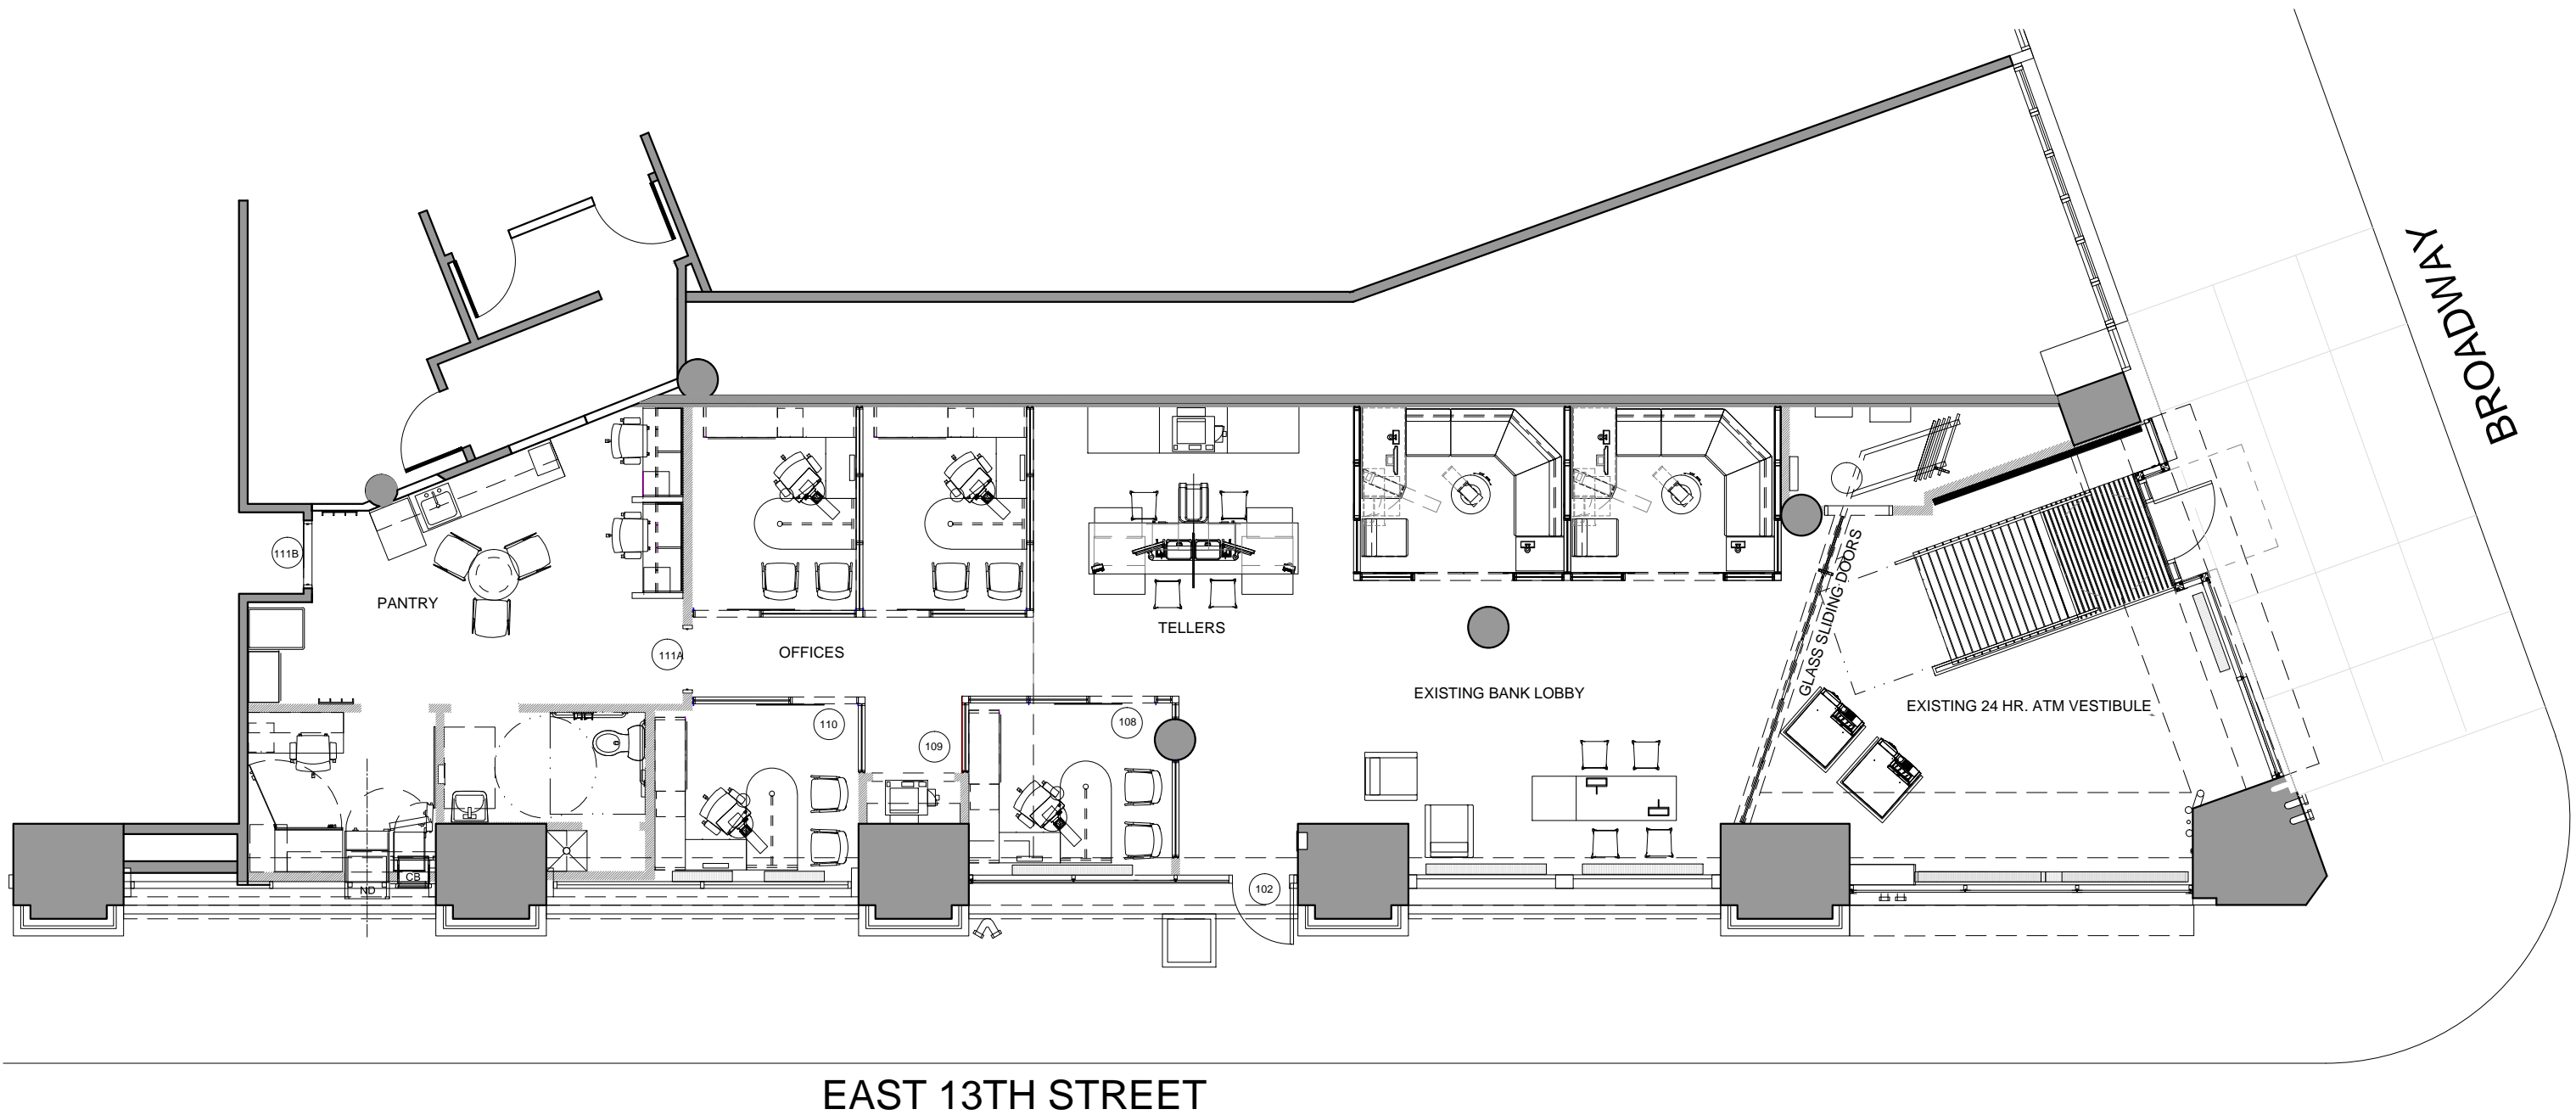 BROADWAY
GLASS SLIDING DOORS
111B
PANTRY
TELLERS
111A
OFFICES
EXISTING BANK LOBBY
EXISTING 24 HR. ATM VESTIBULE
110
108
109
CB
ND
102
EAST 13TH STREET